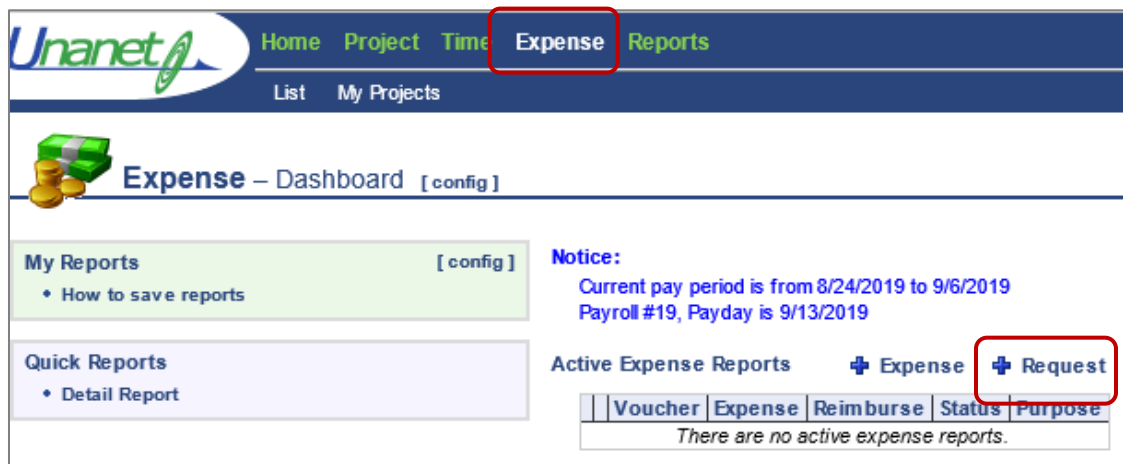 Unanet
Home Project Time Expense Reports
List My Projects
Expense – Dashboard [ config ]
My Reports [ config ]
• How to save reports
Quick Reports
• Detail Report
Notice:
Current pay period is from 8/24/2019 to 9/6/2019
Payroll #19, Payday is 9/13/2019
Active Expense Reports Expense Request
Voucher Expense Reimburse Status Purpose
There are no active expense reports.